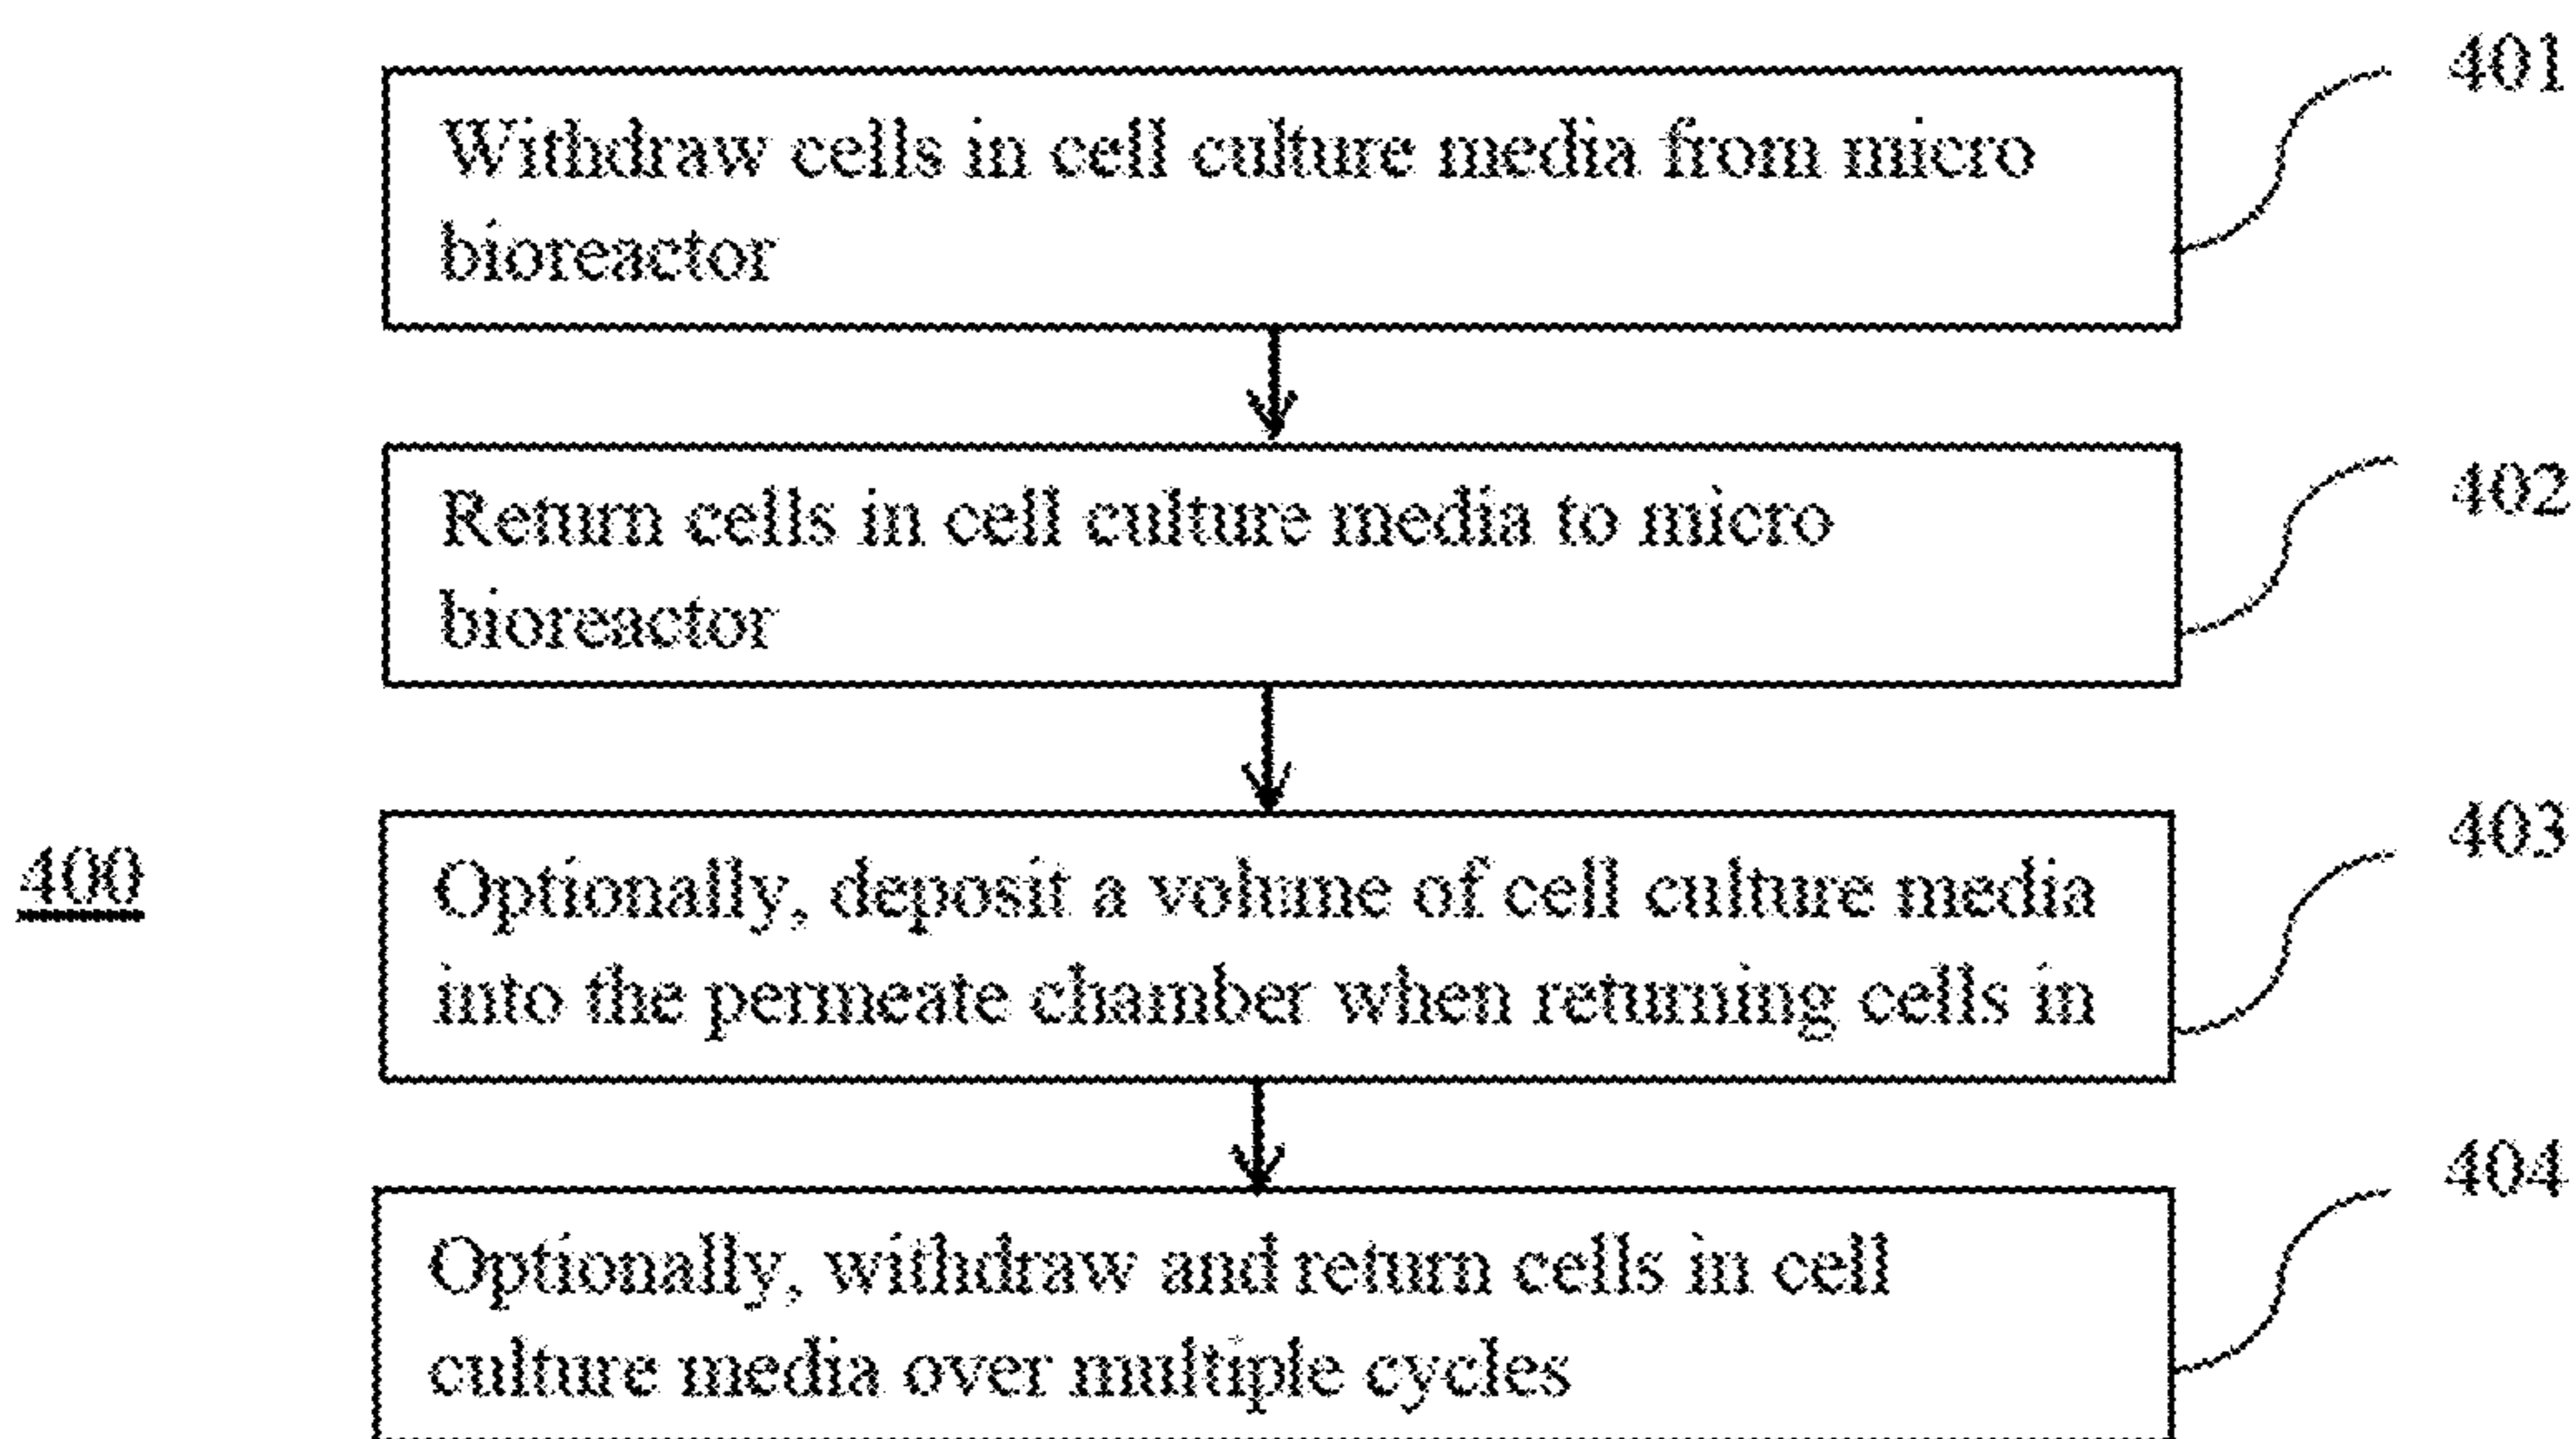 401
Withdraw cells in cell culture media from micro
bioreactor
402
Return cells in cell culture media to micro
bioreactor
403
400
Optionally, deposit a volume of cell culture media
into the permeate chamber when returning cells in
404
Optionally, withdraw and return cells in cell
culture media over multiple cycles